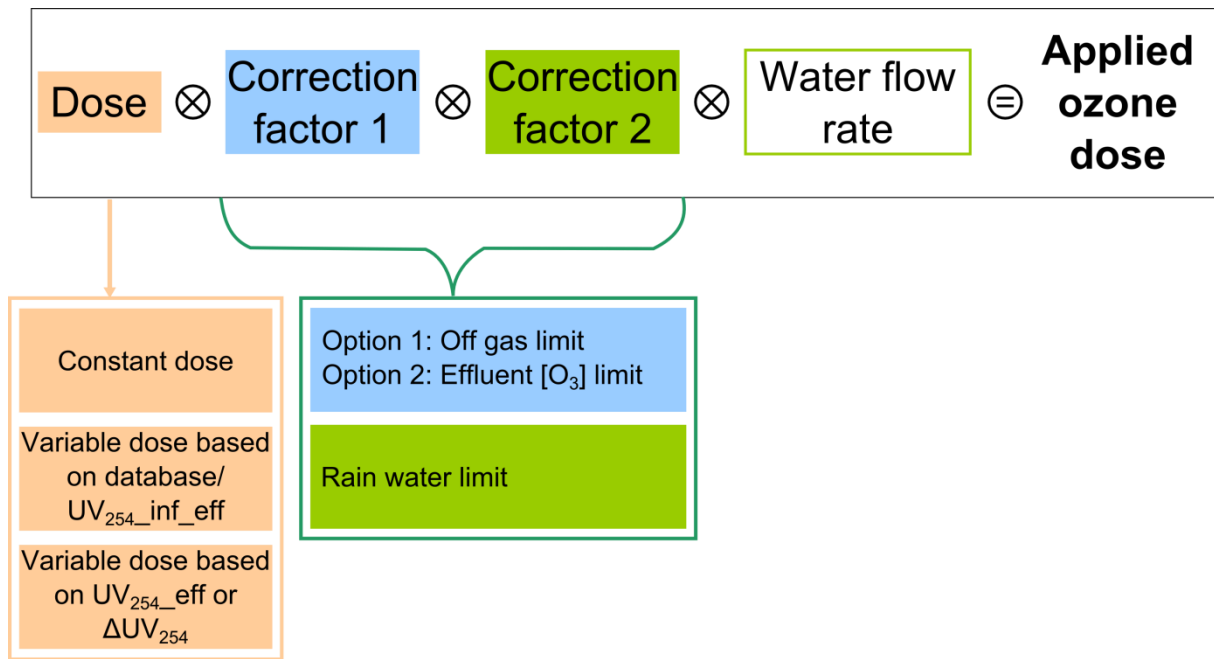 Dose ⊗ Correction factor 1 ⊗ Correction factor 2 ⊗ Water flow rate ⊜ Applied ozone dose
Constant dose
Variable dose based
on database/
UV₂₅₄_inf_eff
Variable dose based
on UV₂₅₄_eff or
ΔUV₂₅₄
Option 1: Off gas limit
Option 2: Effluent [O₃] limit
Rain water limit